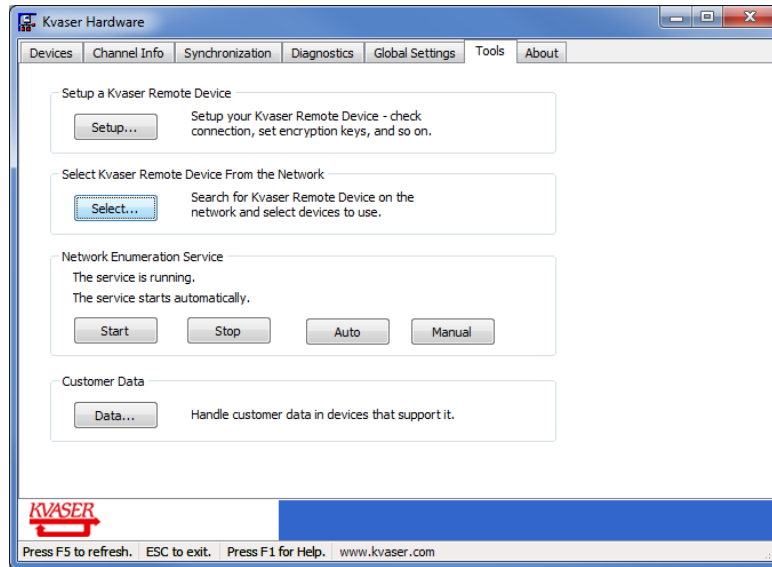 Kvaser Hardware
Devices Channel Info Synchronization Diagnostics Global Settings Tools About
Setup a Kvaser Remote Device
Setup...
Setup your Kvaser Remote Device - check
connection, set encryption keys, and so on.
Select Kvaser Remote Device From the Network
Select...
Search for Kvaser Remote Device on the
network and select devices to use.
Network Enumeration Service
The service is running.
The service starts automatically.
Start Stop Auto Manual
Customer Data
Data... Handle customer data in devices that support it.
KVASER
Press F5 to refresh. ESC to exit. Press F1 for Help. www.kvaser.com